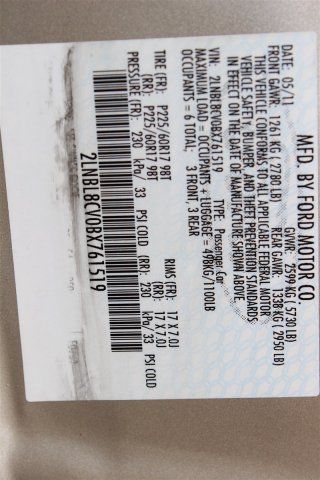 MFD. BY FORD MOTOR CO.
DATE: 05/11 GVWR: 2599 KG ( 5730 LB)
FRONT GAWR: 1261 KG ( 2780LB) REAR GAWR: 1338 KG ( 2950 LB)
THIS VEHICLE CONFORMS TO ALL APPLICABLE FEDERAL MOTOR
VEHICLE SAFETY, BUMPER, AND THEFT PREVENTION STANDARDS
IN EFFECT ON THE DATE OF MANUFACTURE SHOWN ABOVE.
VIN: 2LNBL8CV0BX761519 TYPE: Passenger Car
MAXIMUM LOAD = OCCUPANTS + LUGGAGE = 498KG/1100LB
OCCUPANTS = 6 TOTAL: 3 FRONT, 3 REAR
TIRE (FR): P225/60R17 98T RIMS (FR): 17 X 7.0J
(RR): P225/60R17 98T (RR): 17 X 7.0J
PRESSURE (FR): 230 kPa/ 33 PSI COLD (RR): 230 kPa/ 33 PSI COLD
2LNBL8CV0BX761519